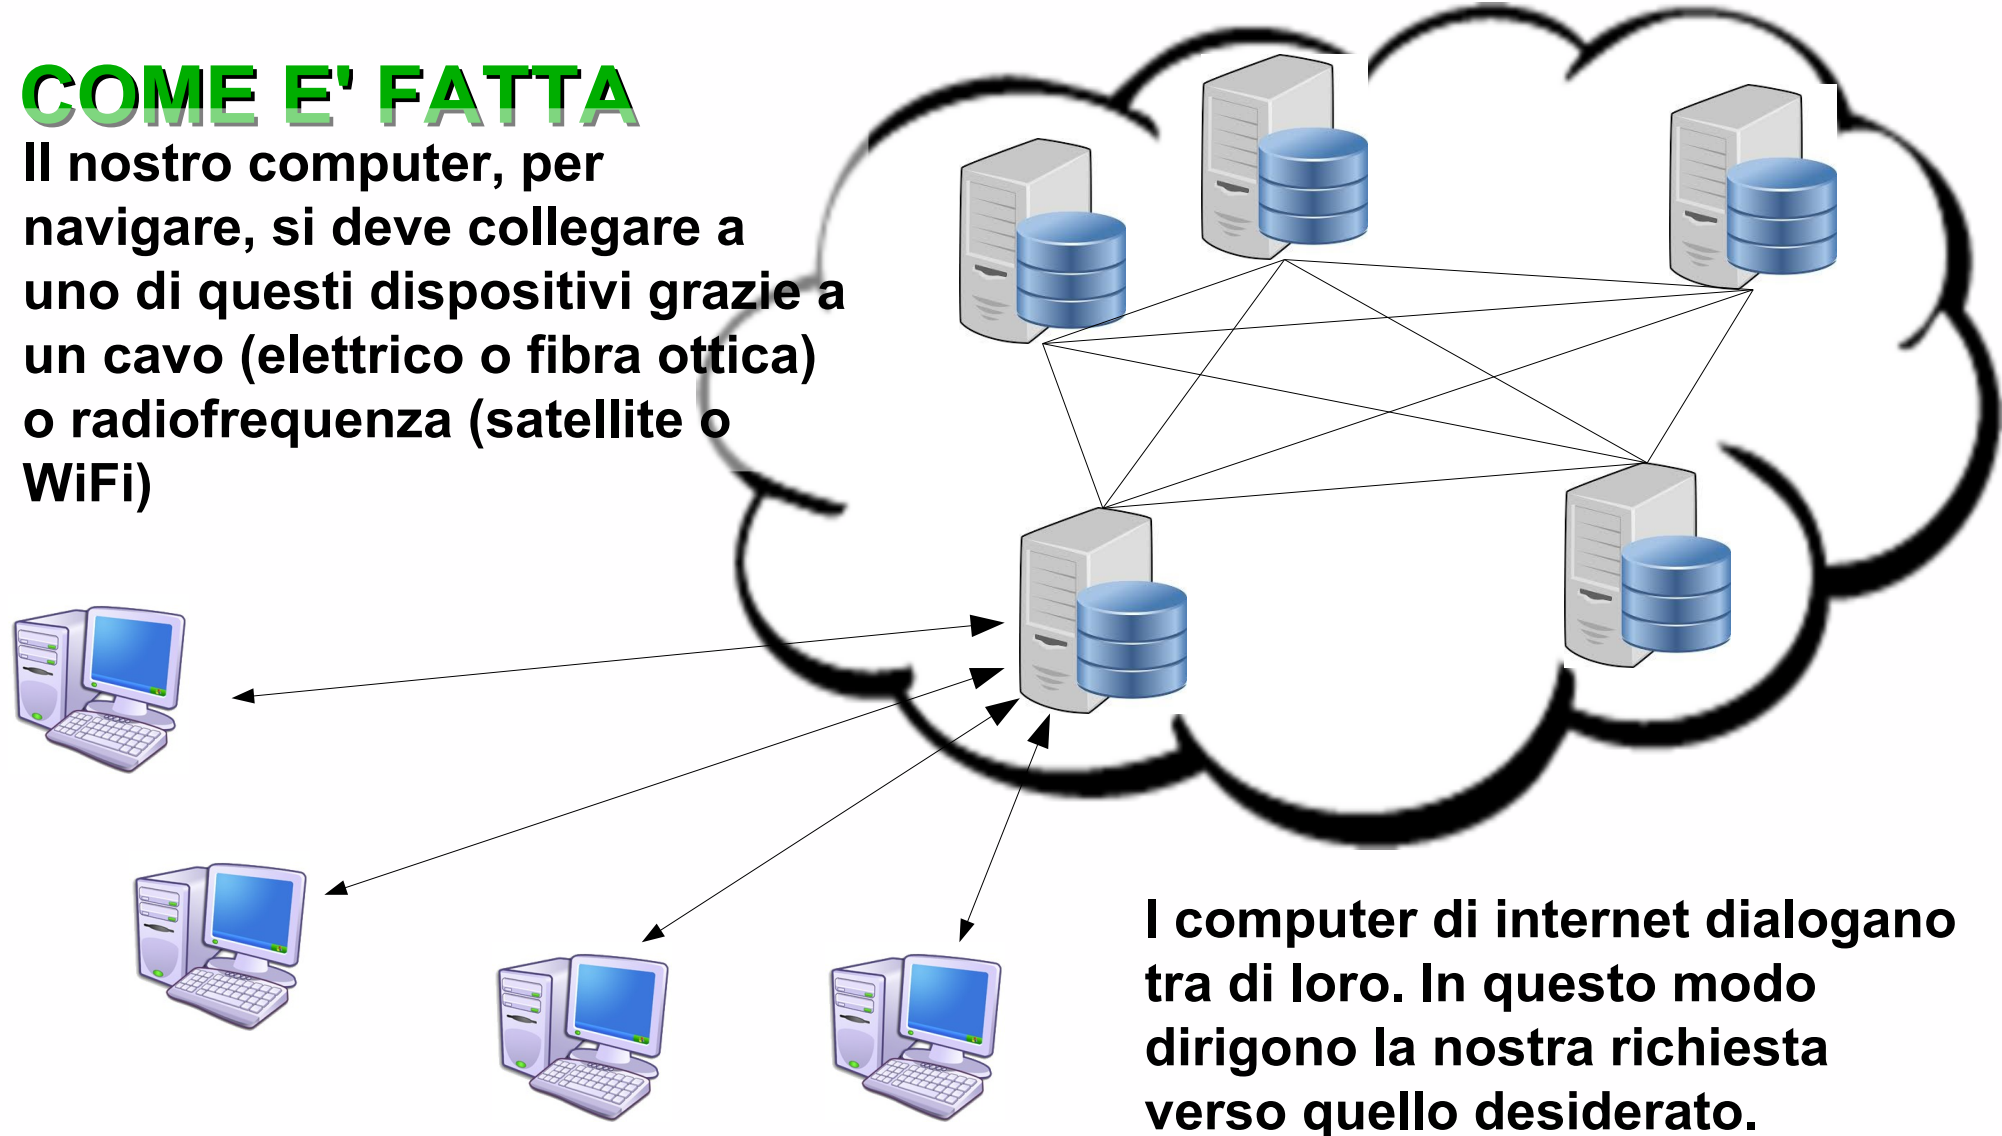 COME E' FATTA
Il nostro computer, per
navigare, si deve collegare a
uno di questi dispositivi grazie a
un cavo (elettrico o fibra ottica)
o radiofrequenza (satellite o
WiFi)
I computer di internet dialogano
tra di loro. In questo modo
dirigono la nostra richiesta
verso quello desiderato.